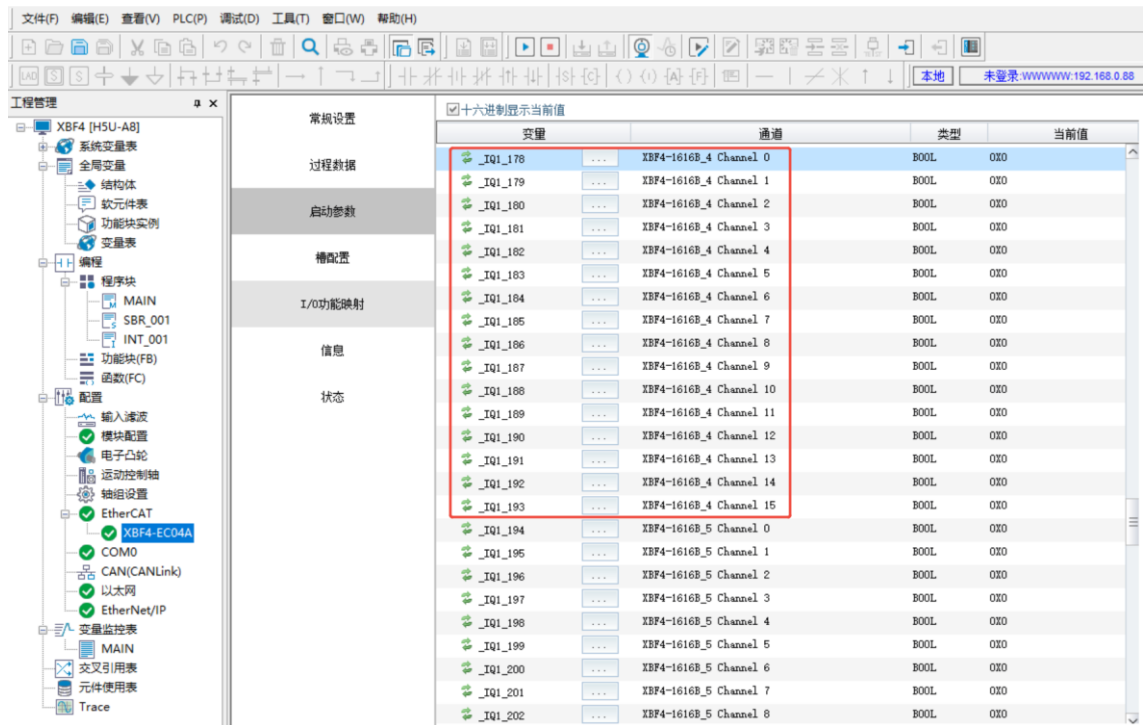 文件(F) 编辑(E) 查看(V) PLC(P) 调试(D) 工具(T) 窗口(W) 帮助(H)
LAD S S {S} {C} () (I) {A} {F} 本地 未登录:WWWWW:192.168.0.88
工程管理
XBF4 [H5U-A8]
系统变量表
全局变量
结构体
软元件表
功能块实例
变量表
编程
程序块
MAIN
SBR_001
INT_001
功能块(FB)
函数(FC)
配置
输入滤波
模块配置
电子凸轮
运动控制轴
轴组设置
EtherCAT
XBF4-EC04A
COM0
CAN(CANLink)
以太网
EtherNet/IP
变量监控表
MAIN
交叉引用表
元件使用表
Trace
常规设置
过程数据
启动参数
槽配置
I/O功能映射
信息
状态
十六进制显示当前值
变量 通道 类型 当前值
_IQ1_178 ... XBF4-1616B_4 Channel 0 BOOL 0X0
_IQ1_179 ... XBF4-1616B_4 Channel 1 BOOL 0X0
_IQ1_180 ... XBF4-1616B_4 Channel 2 BOOL 0X0
_IQ1_181 ... XBF4-1616B_4 Channel 3 BOOL 0X0
_IQ1_182 ... XBF4-1616B_4 Channel 4 BOOL 0X0
_IQ1_183 ... XBF4-1616B_4 Channel 5 BOOL 0X0
_IQ1_184 ... XBF4-1616B_4 Channel 6 BOOL 0X0
_IQ1_185 ... XBF4-1616B_4 Channel 7 BOOL 0X0
_IQ1_186 ... XBF4-1616B_4 Channel 8 BOOL 0X0
_IQ1_187 ... XBF4-1616B_4 Channel 9 BOOL 0X0
_IQ1_188 ... XBF4-1616B_4 Channel 10 BOOL 0X0
_IQ1_189 ... XBF4-1616B_4 Channel 11 BOOL 0X0
_IQ1_190 ... XBF4-1616B_4 Channel 12 BOOL 0X0
_IQ1_191 ... XBF4-1616B_4 Channel 13 BOOL 0X0
_IQ1_192 ... XBF4-1616B_4 Channel 14 BOOL 0X0
_IQ1_193 ... XBF4-1616B_4 Channel 15 BOOL 0X0
_IQ1_194 ... XBF4-1616B_5 Channel 0 BOOL 0X0
_IQ1_195 ... XBF4-1616B_5 Channel 1 BOOL 0X0
_IQ1_196 ... XBF4-1616B_5 Channel 2 BOOL 0X0
_IQ1_197 ... XBF4-1616B_5 Channel 3 BOOL 0X0
_IQ1_198 ... XBF4-1616B_5 Channel 4 BOOL 0X0
_IQ1_199 ... XBF4-1616B_5 Channel 5 BOOL 0X0
_IQ1_200 ... XBF4-1616B_5 Channel 6 BOOL 0X0
_IQ1_201 ... XBF4-1616B_5 Channel 7 BOOL 0X0
_IQ1_202 ... XBF4-1616B_5 Channel 8 BOOL 0X0